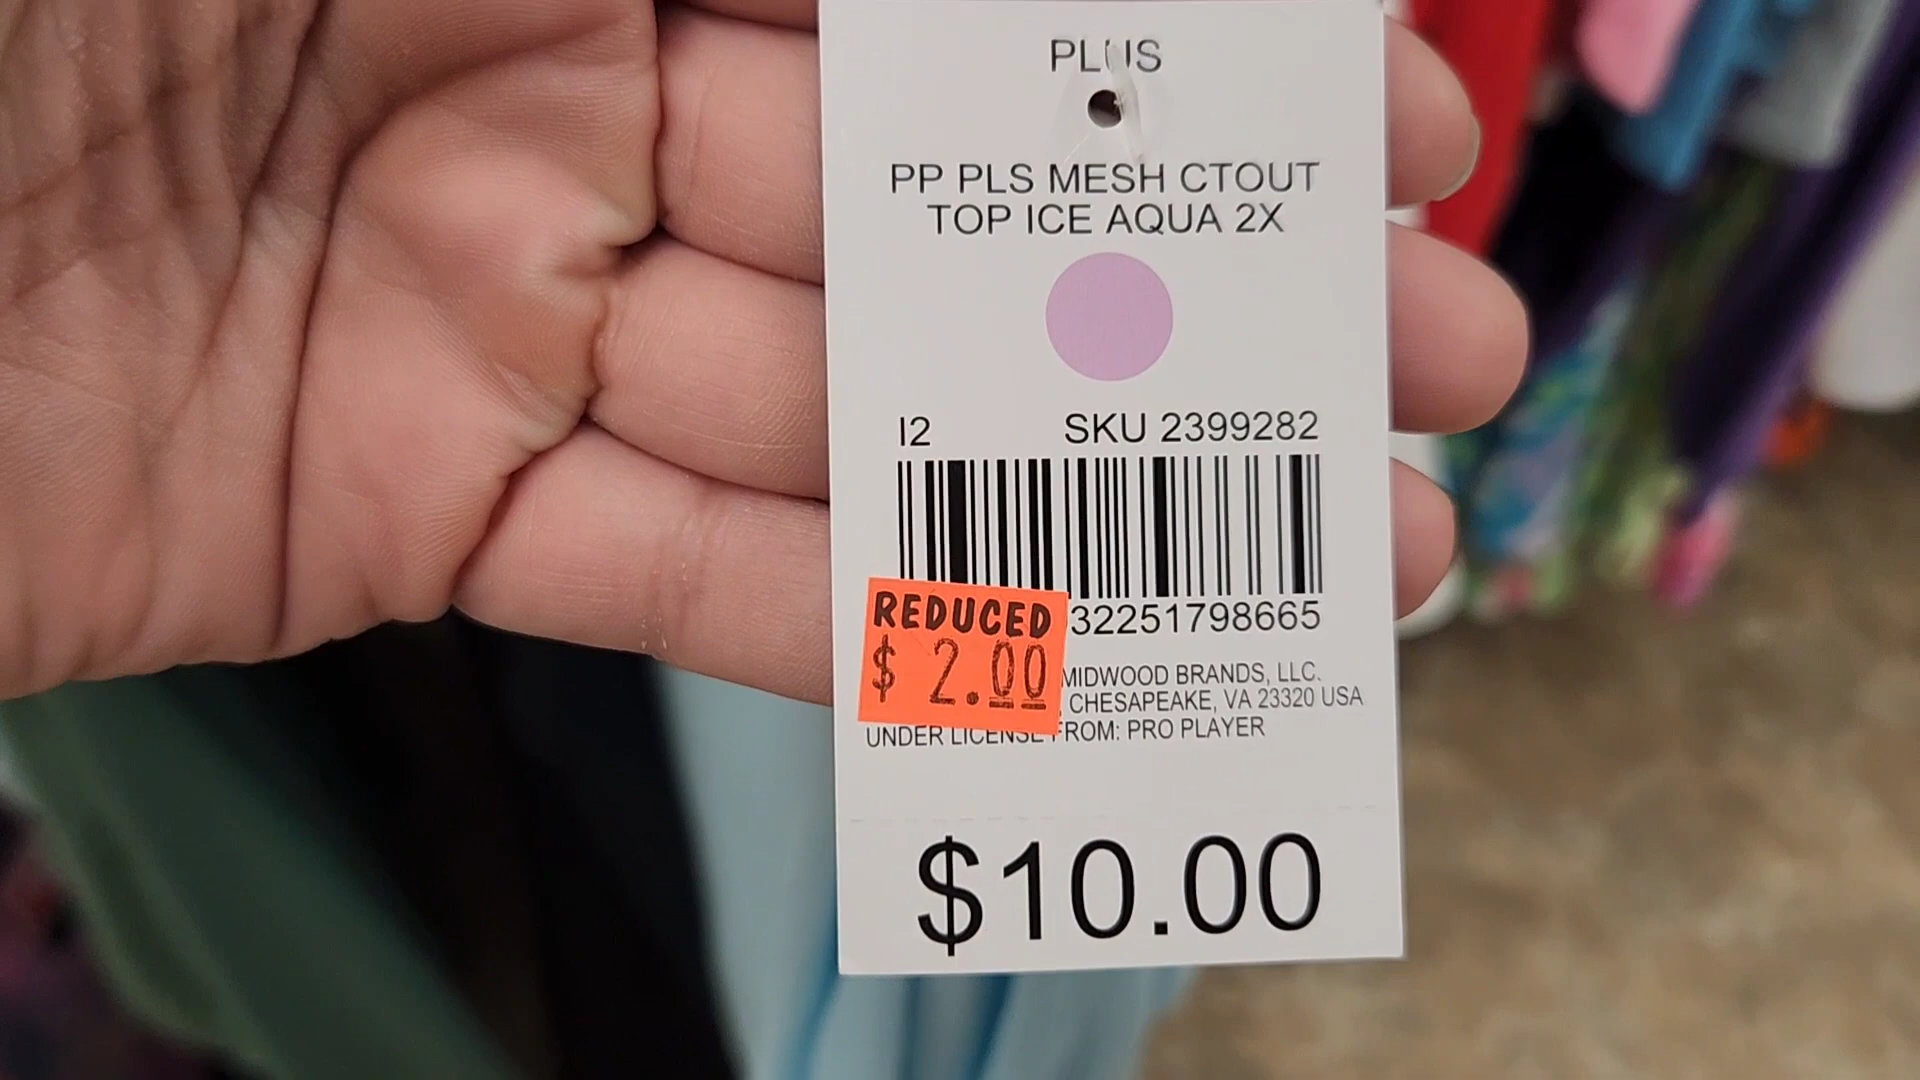 PLUS
PP PLS MESH CTOUT
TOP ICE AQUA 2X
I2 SKU 2399282
32251798665
REDUCED
$ 2.00
MIDWOOD BRANDS, LLC.
CHESAPEAKE, VA 23320 USA
UNDER LICENSE FROM: PRO PLAYER
$10.00